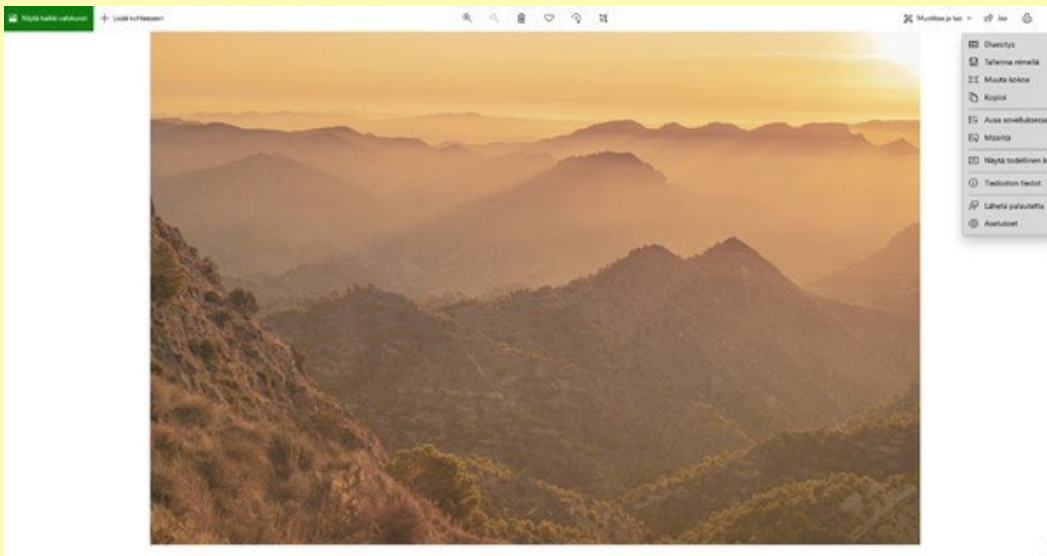 Näytä kaikki valokuvat
Lisää kohteeseen
Muokkaa ja luo
Jaa
Diaesitys
Tallenna nimellä
Muuta kokoa
Kopioi
Avaa sovelluksessa
Määritä
Näytä todellinen k
Tiedoston tiedot
Lähetä palautetta
Asetukset